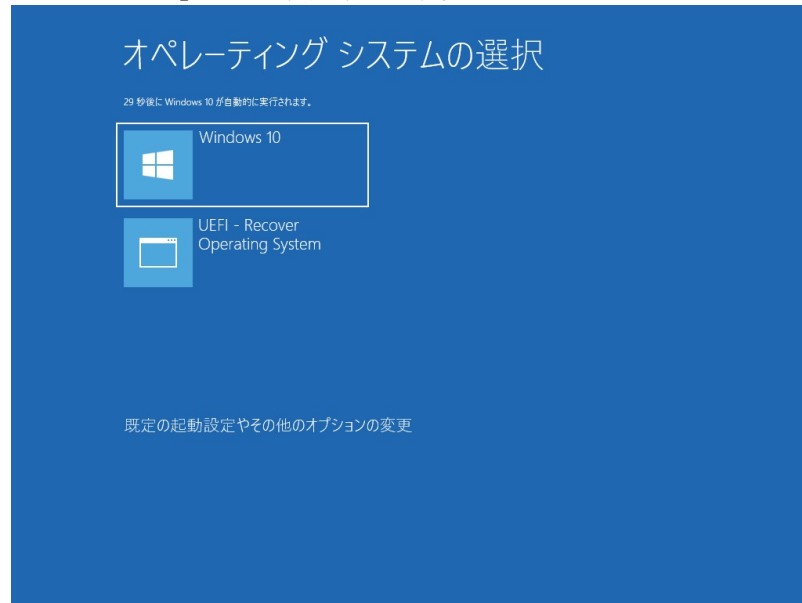 オペレーティング システムの選択
29 秒後に Windows 10 が自動的に実行されます。
Windows 10
UEFI - Recover
Operating System
既定の起動設定やその他のオプションの変更